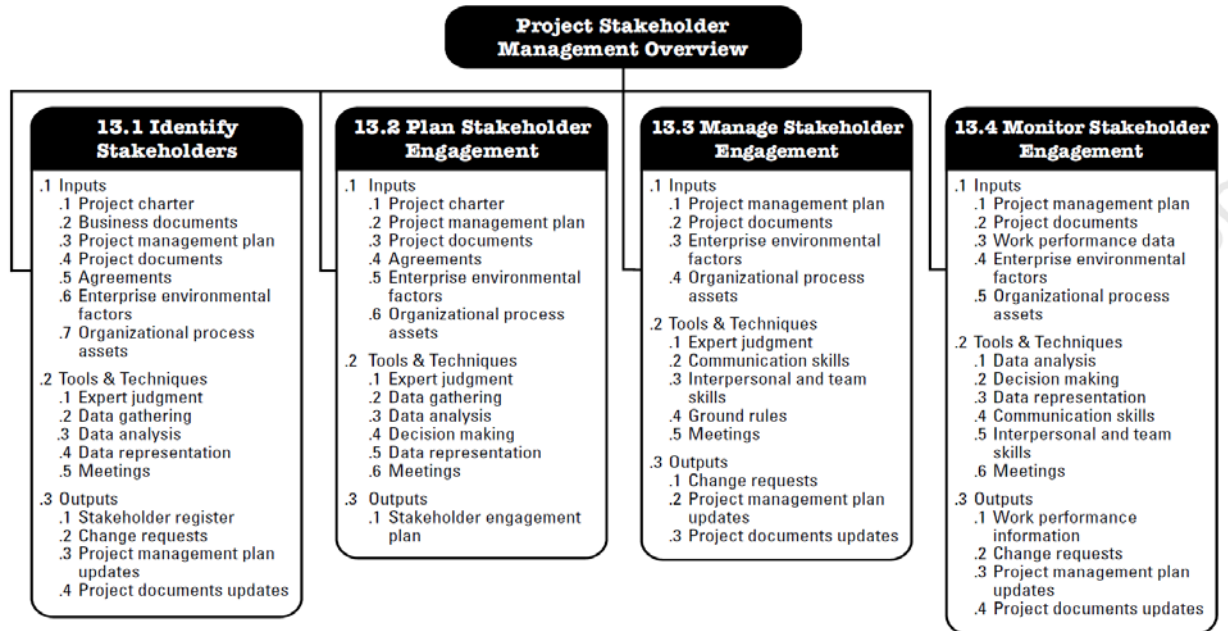 Project Stakeholder
Management Overview
13.1 Identify
Stakeholders
.1 Inputs
.1 Project charter
.2 Business documents
.3 Project management plan
.4 Project documents
.5 Agreements
.6 Enterprise environmental
factors
.7 Organizational process
assets
.2 Tools & Techniques
.1 Expert judgment
.2 Data gathering
.3 Data analysis
.4 Data representation
.5 Meetings
.3 Outputs
.1 Stakeholder register
.2 Change requests
.3 Project management plan
updates
.4 Project documents updates
13.2 Plan Stakeholder
Engagement
.1 Inputs
.1 Project charter
.2 Project management plan
.3 Project documents
.4 Agreements
.5 Enterprise environmental
factors
.6 Organizational process
assets
.2 Tools & Techniques
.1 Expert judgment
.2 Data gathering
.3 Data analysis
.4 Decision making
.5 Data representation
.6 Meetings
.3 Outputs
.1 Stakeholder engagement
plan
13.3 Manage Stakeholder
Engagement
.1 Inputs
.1 Project management plan
.2 Project documents
.3 Enterprise environmental
factors
.4 Organizational process
assets
.2 Tools & Techniques
.1 Expert judgment
.2 Communication skills
.3 Interpersonal and team
skills
.4 Ground rules
.5 Meetings
.3 Outputs
.1 Change requests
.2 Project management plan
updates
.3 Project documents updates
13.4 Monitor Stakeholder
Engagement
.1 Inputs
.1 Project management plan
.2 Project documents
.3 Work performance data
.4 Enterprise environmental
factors
.5 Organizational process
assets
.2 Tools & Techniques
.1 Data analysis
.2 Decision making
.3 Data representation
.4 Communication skills
.5 Interpersonal and team
skills
.6 Meetings
.3 Outputs
.1 Work performance
information
.2 Change requests
.3 Project management plan
updates
.4 Project documents updates